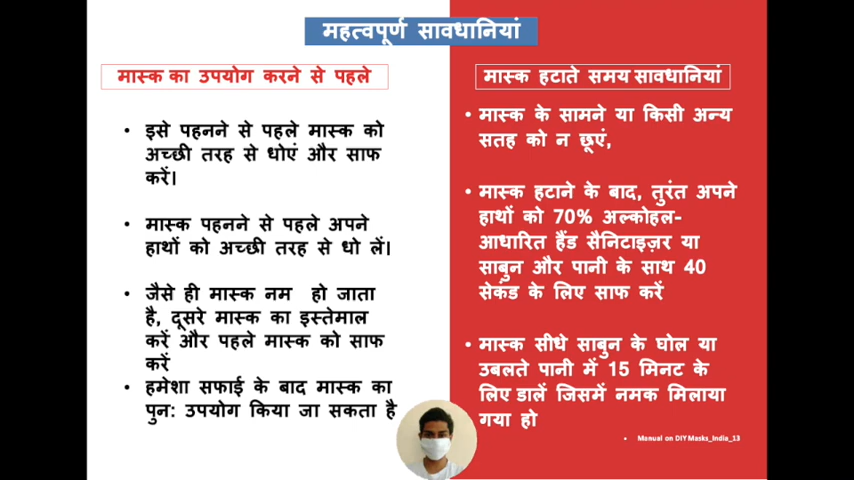 महत्वपूर्ण सावधानियां
मास्क का उपयोग करने से पहले
• इसे पहनने से पहले मास्क को
अच्छी तरह से धोएं और साफ
करें।
• मास्क पहनने से पहले अपने
हाथों को अच्छी तरह से धो लें।
• जैसे ही मास्क नम हो जाता
है, दूसरे मास्क का इस्तेमाल
करें और पहले मास्क को साफ
करें
• हमेशा सफाई के बाद मास्क का
पुन: उपयोग किया जा सकता है
मास्क हटाते समय सावधानियां
• मास्क के सामने या किसी अन्य
सतह को न छूएं,
• मास्क हटाने के बाद, तुरंत अपने
हाथों को 70% अल्कोहल-
आधारित हैंड सैनिटाइज़र या
साबुन और पानी के साथ 40
सेकंड के लिए साफ करें
• मास्क सीधे साबुन के घोल या
उबलते पानी में 15 मिनट के
लिए डालें जिसमें नमक मिलाया
गया हो
• Manual on DIY Masks_India_13